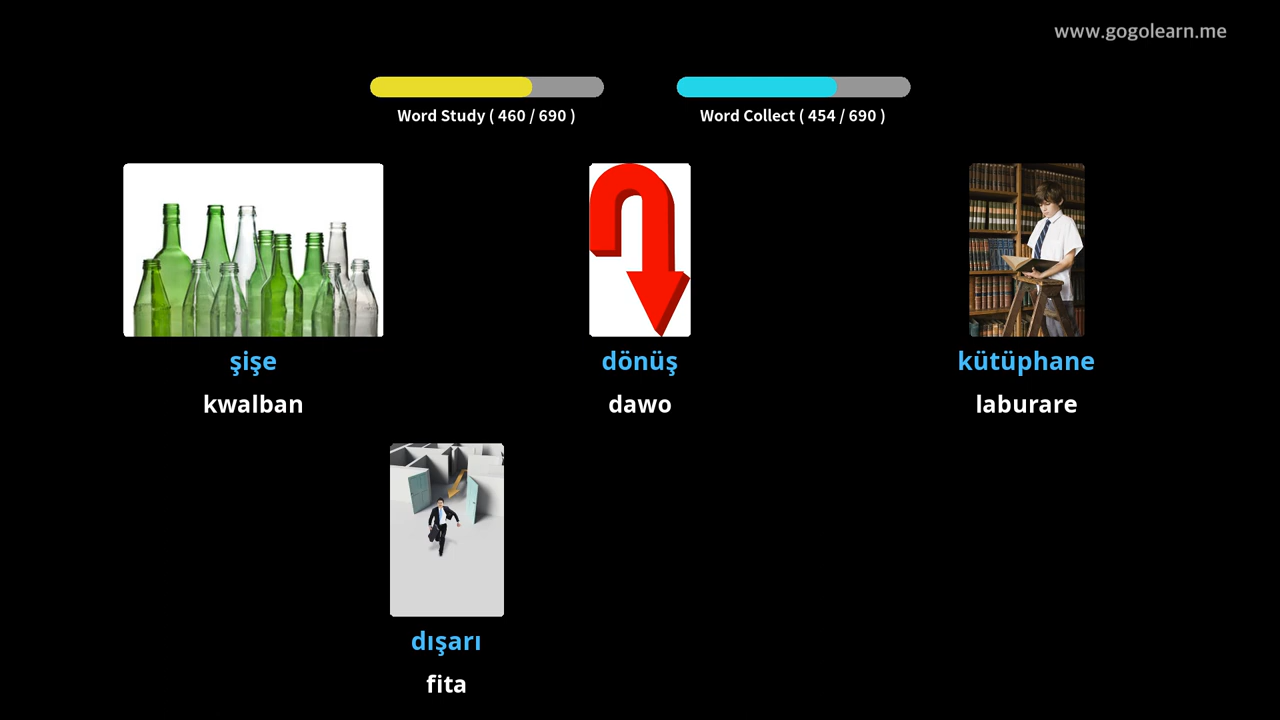 www.gogolearn.me
Word Study ( 460 / 690 )
Word Collect ( 454 / 690 )
şişe
dönüş
kütüphane
kwalban
dawo
laburare
dışarı
fita